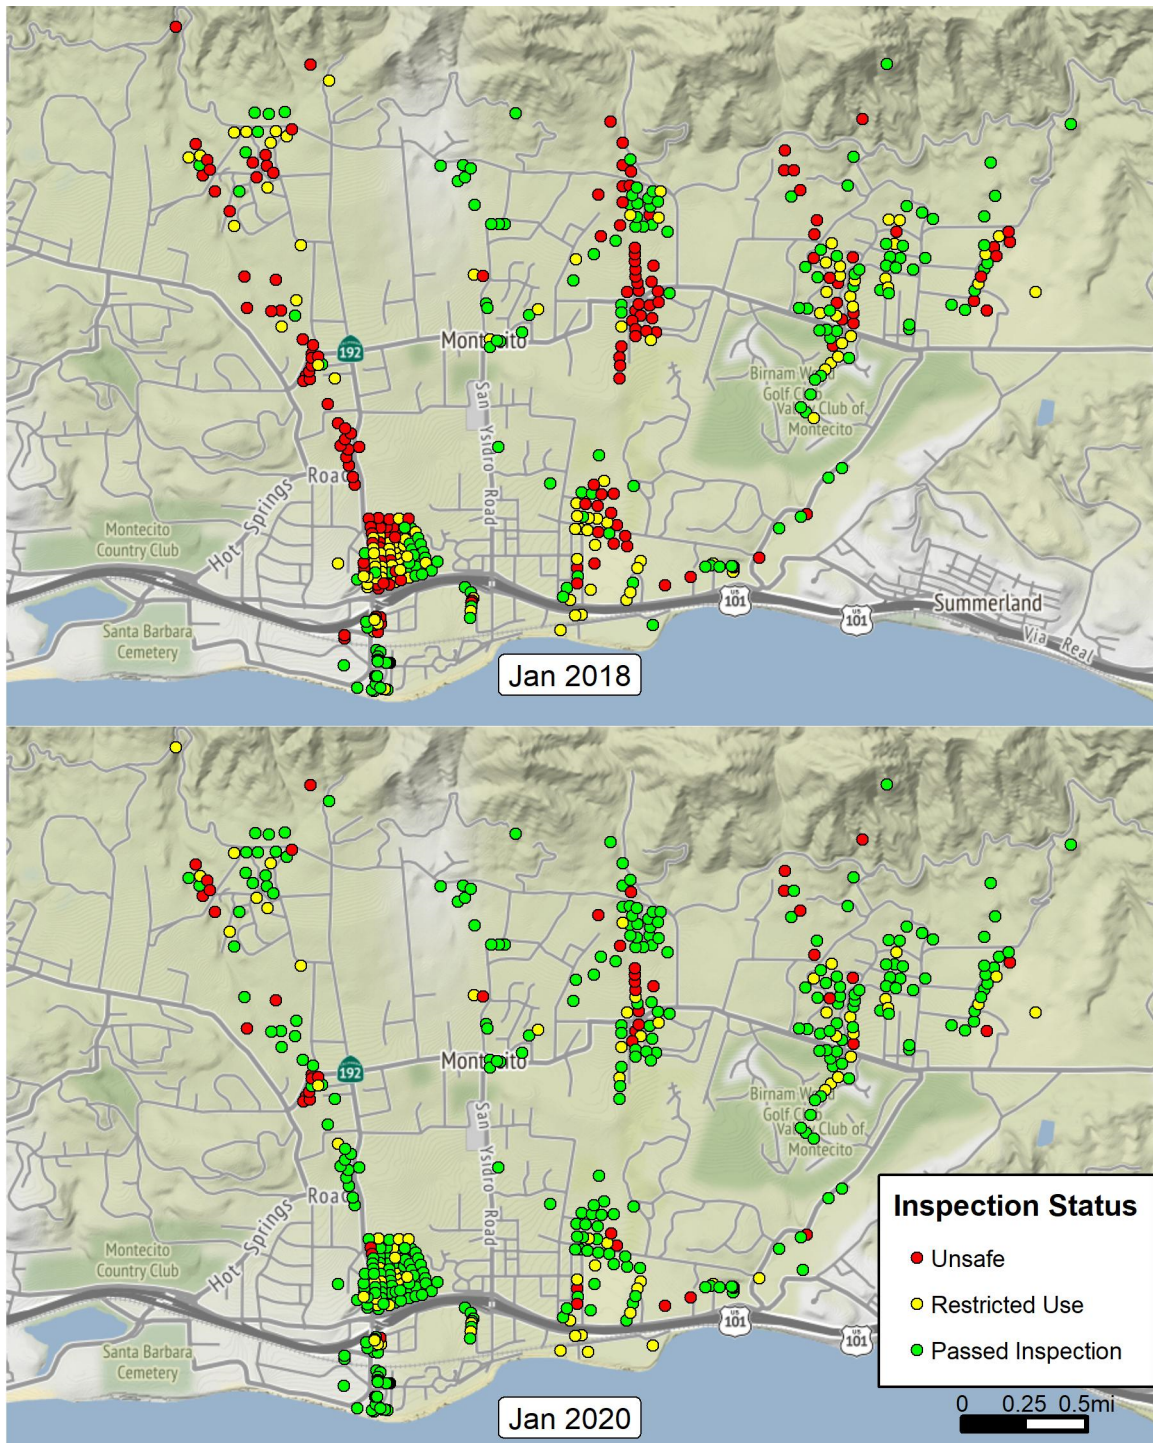 192
Montecito
San Ysidro Road
Birnam Wood
Golf Club
Valley Club of
Montecito
Road
Hot Springs
Montecito
Country Club
Santa Barbara
Cemetery
US
101
US
101
Summerland
Via Real
Jan 2018
192
Montecito
San Ysidro Road
Birnam Wood
Golf Club
Valley Club of
Montecito
Road
Hot Springs
Montecito
Country Club
Santa Barbara
Cemetery
US
101
US
101
Inspection Status
Unsafe
Restricted Use
Passed Inspection
0 0.25 0.5mi
Jan 2020